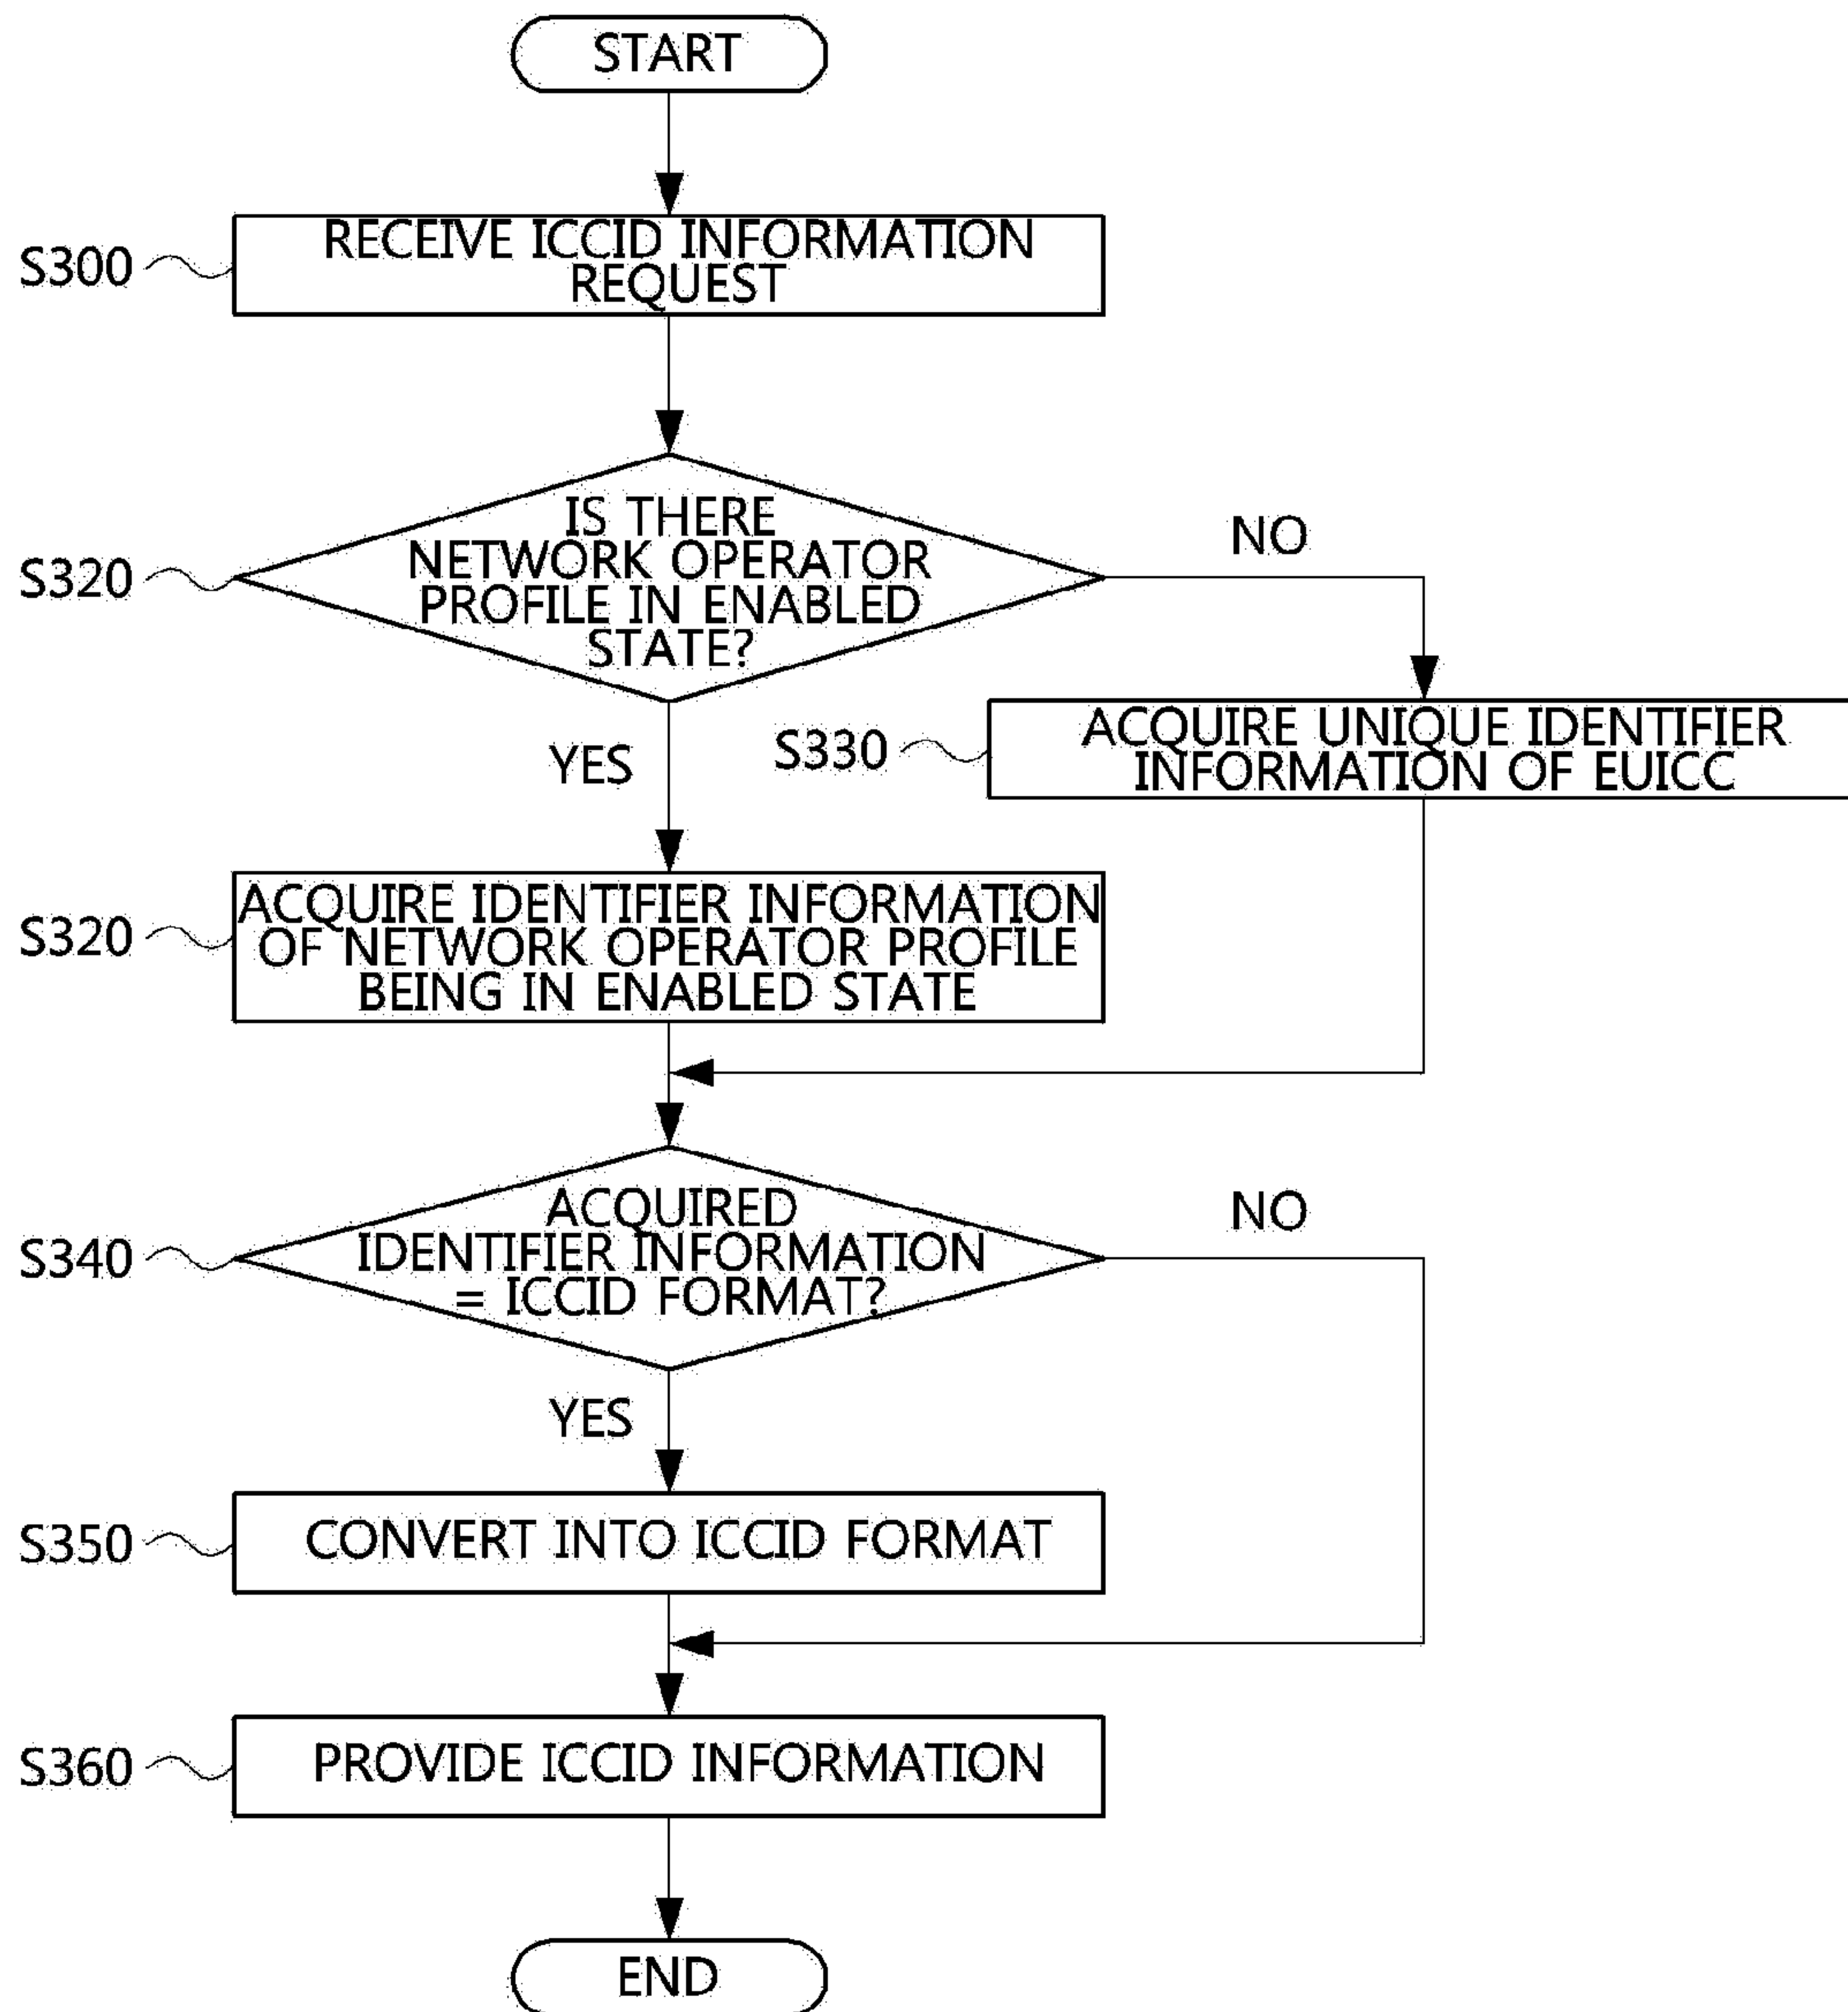 START
S300
RECEIVE ICCID INFORMATION
REQUEST
S320
IS THERE
NETWORK OPERATOR
PROFILE IN ENABLED
STATE?
NO
YES
S330
ACQUIRE UNIQUE IDENTIFIER
INFORMATION OF EUICC
S320
ACQUIRE IDENTIFIER INFORMATION
OF NETWORK OPERATOR PROFILE
BEING IN ENABLED STATE
S340
ACQUIRED
IDENTIFIER INFORMATION
= ICCID FORMAT?
NO
YES
S350
CONVERT INTO ICCID FORMAT
S360
PROVIDE ICCID INFORMATION
END